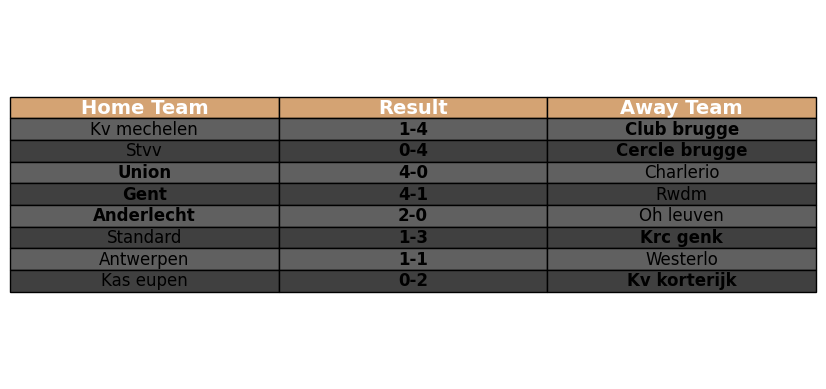 Home Team Result Away Team
Kv mechelen 1-4 Club brugge
Stvv 0-4 Cercle brugge
Union 4-0 Charlerio
Gent 4-1 Rwdm
Anderlecht 2-0 Oh leuven
Standard 1-3 Krc genk
Antwerpen 1-1 Westerlo
Kas eupen 0-2 Kv korterijk